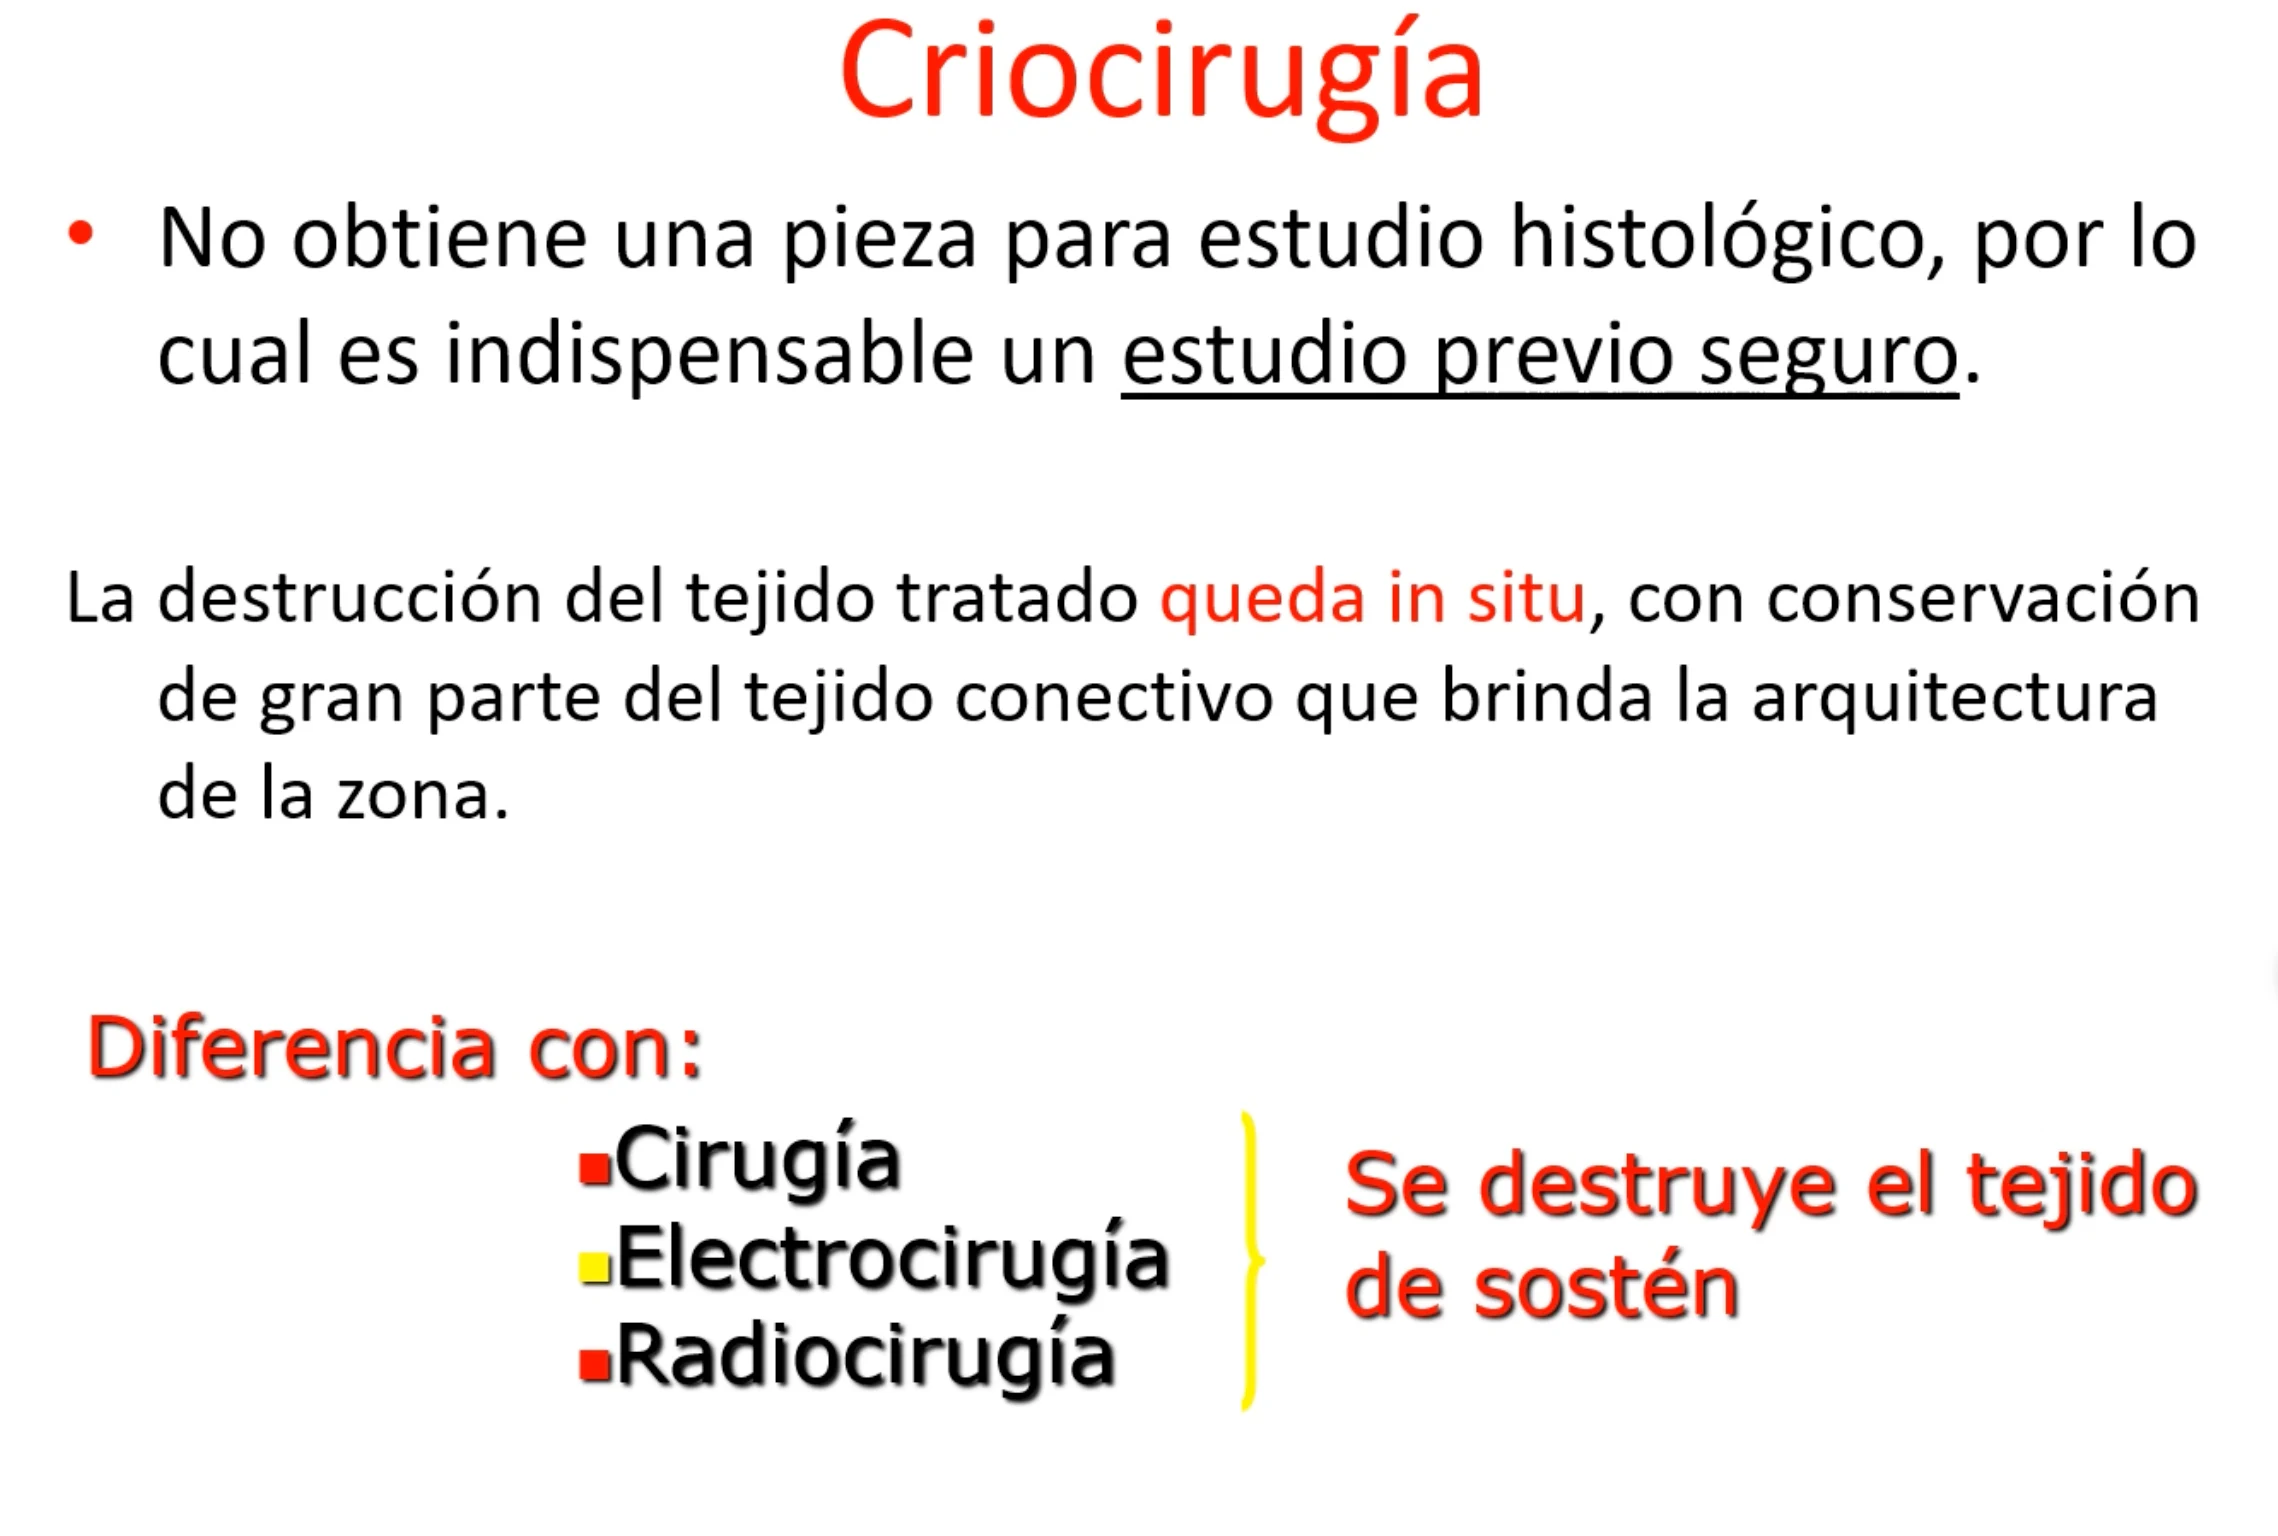 Criocirugía
• No obtiene una pieza para estudio histológico, por lo
cual es indispensable un estudio previo seguro.
La destrucción del tejido tratado queda in situ, con conservación
de gran parte del tejido conectivo que brinda la arquitectura
de la zona.
Diferencia con:
▪Cirugía
▪Electrocirugía
▪Radiocirugía
Se destruye el tejido
de sostén